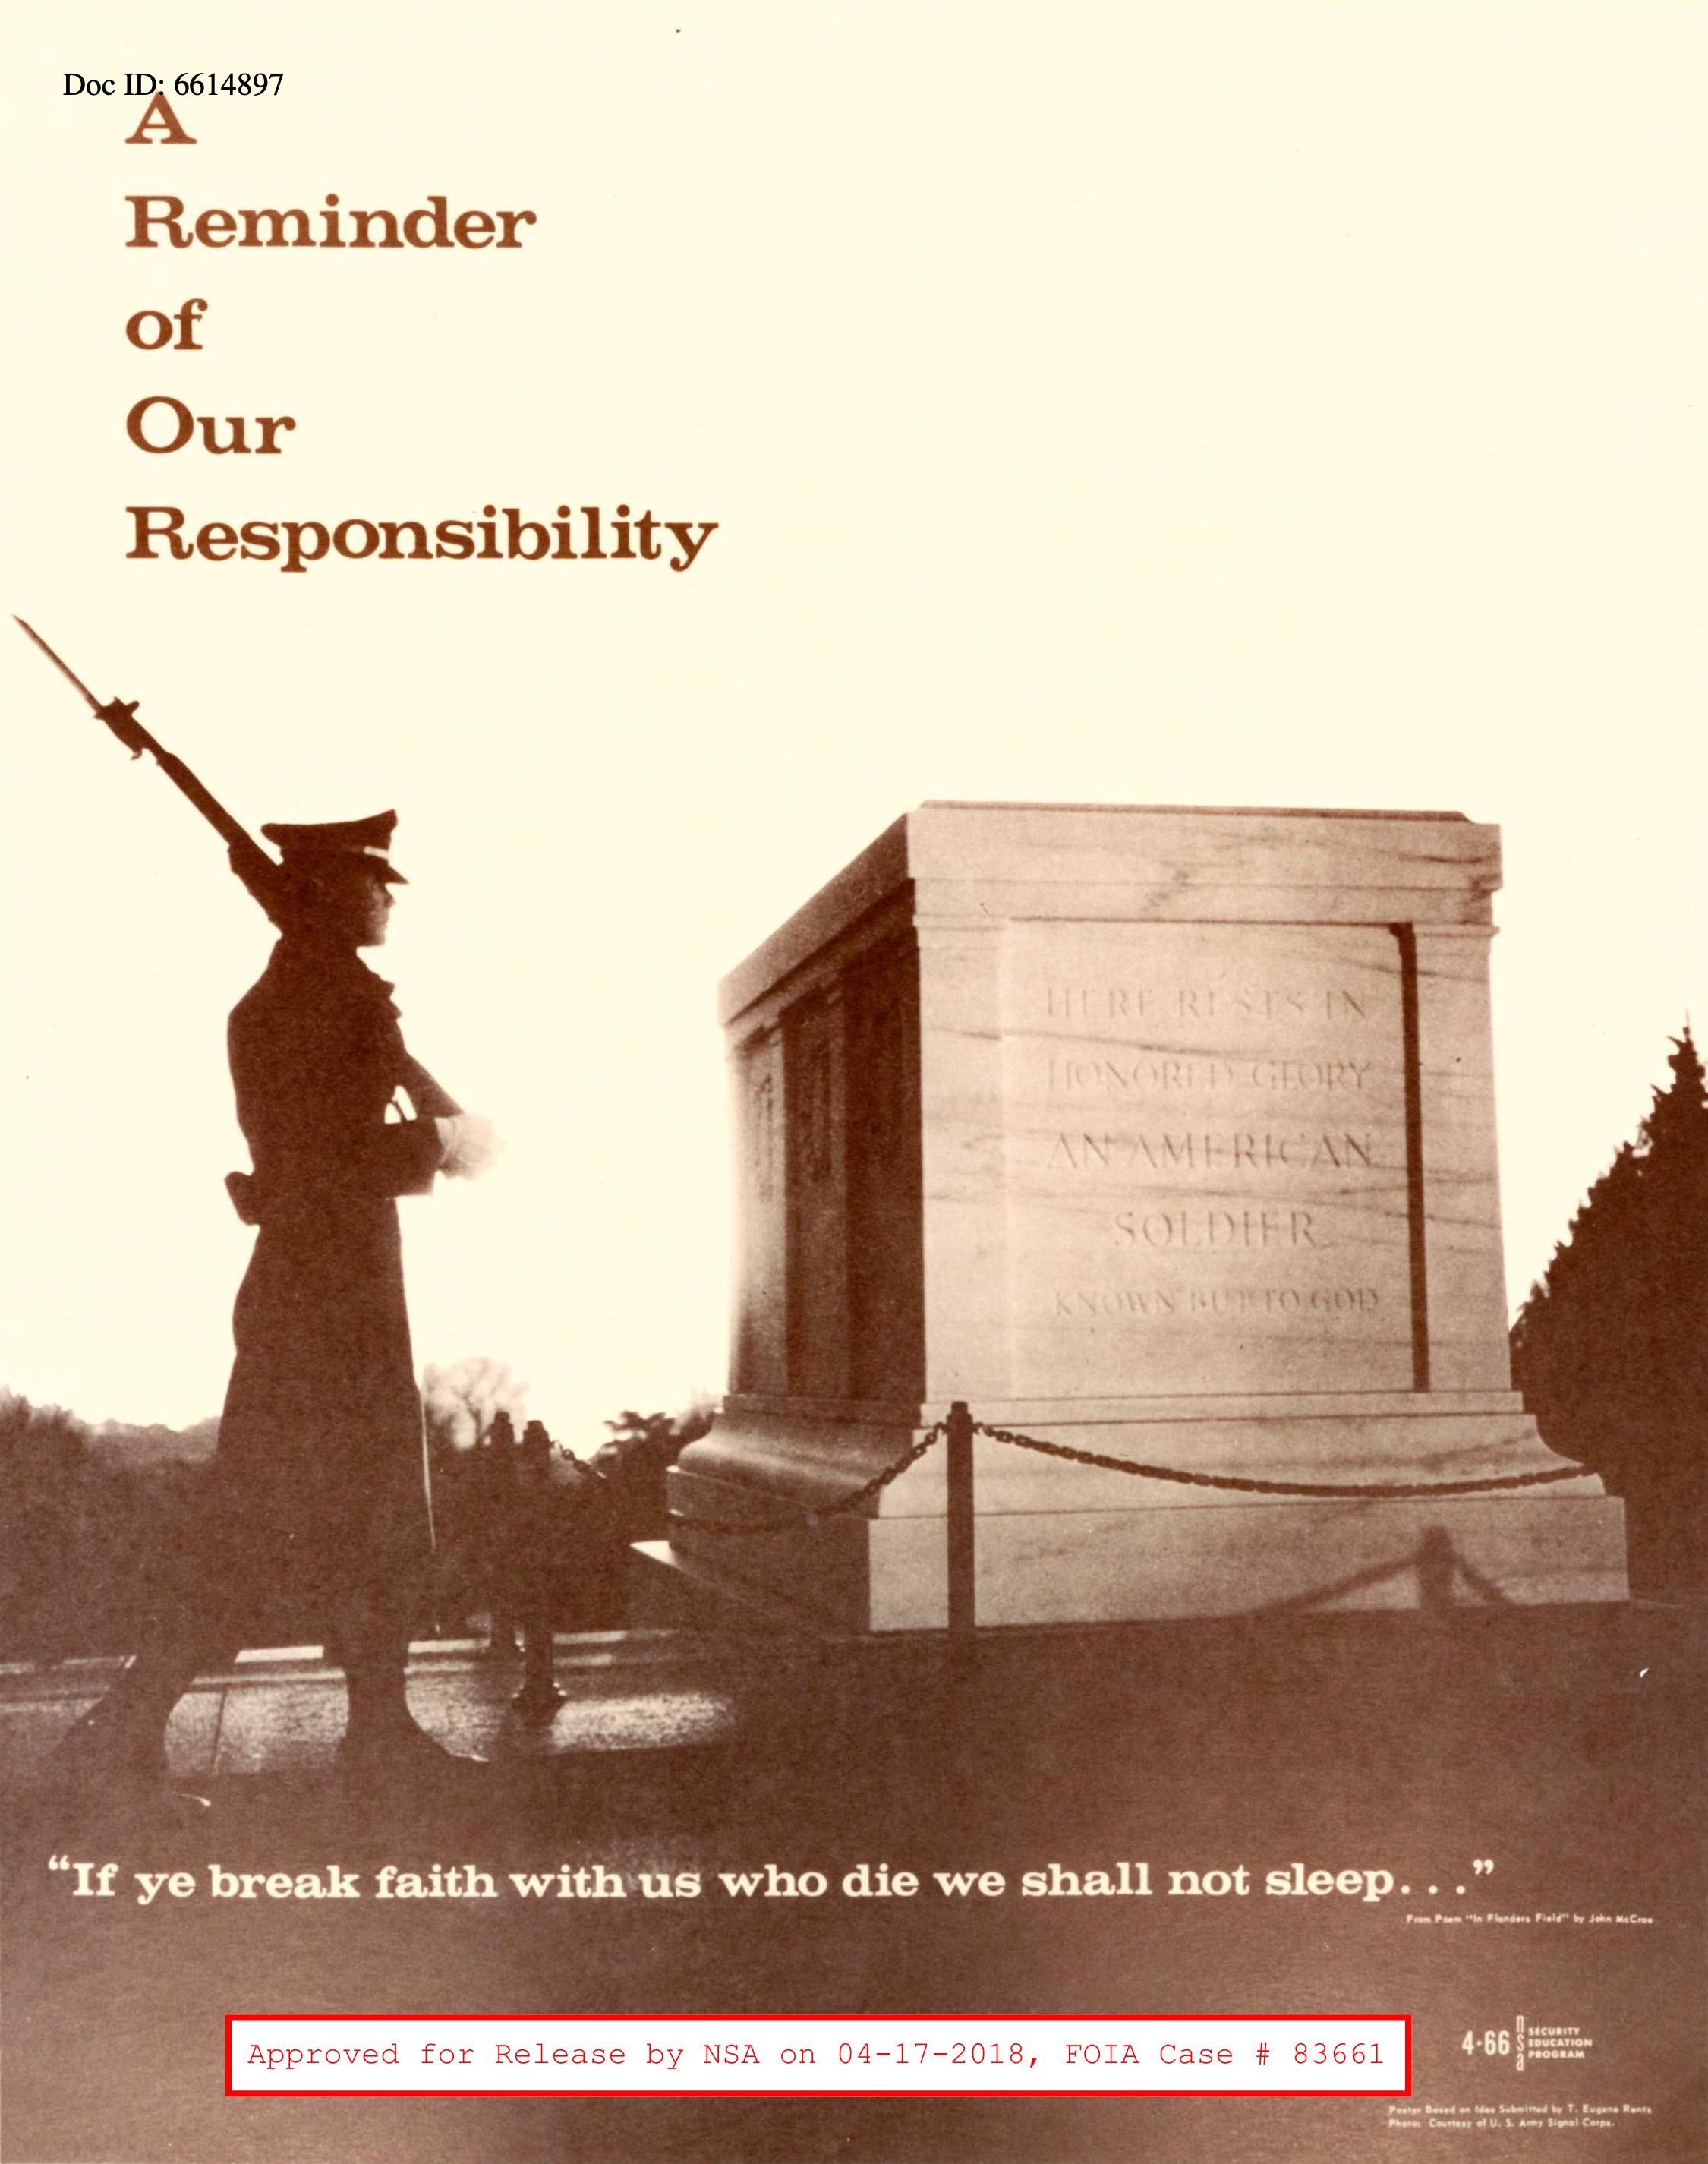 Doc ID: 6614897
A
Reminder
of
Our
Responsibility
HERE RESTS IN
HONORED GLORY
AN AMERICAN
SOLDIER
KNOWN BUT TO GOD
“If ye break faith with us who die we shall not sleep...”
From Poem "In Flanders Field" by John McCrae
Approved for Release by NSA on 04-17-2018, FOIA Case # 83661
4·66 nsa SECURITY
EDUCATION
PROGRAM
Poster Based on Idea Submitted by T. Eugene Rentz
Photo: Courtesy of U. S. Army Signal Corps.